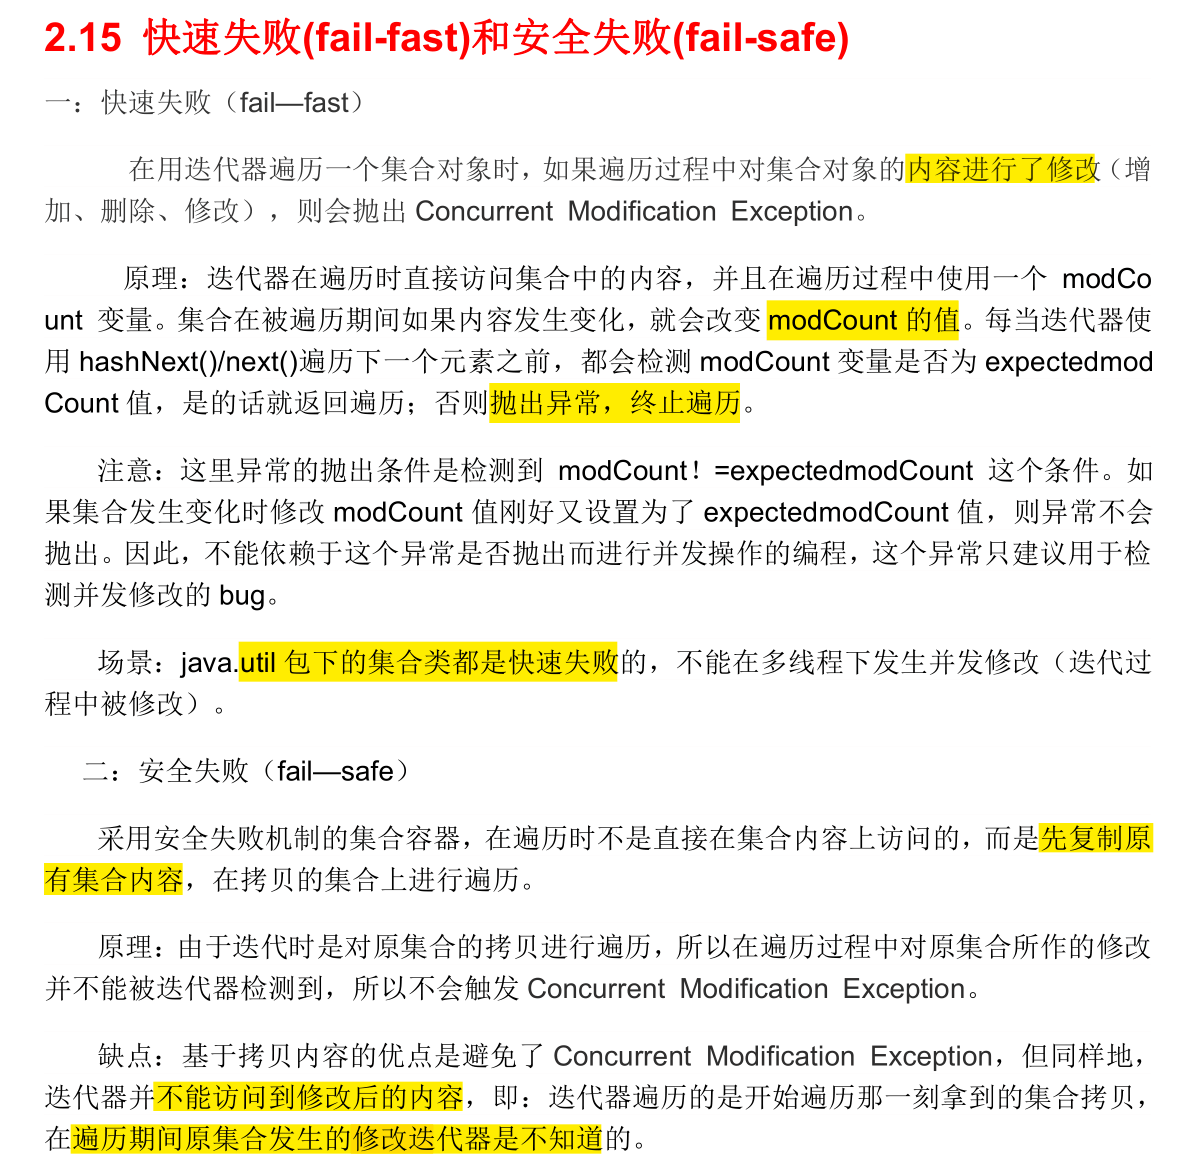 2.15 快速失败(fail-fast)和安全失败(fail-safe)
一：快速失败（fail—fast）
在用迭代器遍历一个集合对象时，如果遍历过程中对集合对象的内容进行了修改（增
加、删除、修改），则会抛出 Concurrent Modification Exception。
原理：迭代器在遍历时直接访问集合中的内容，并且在遍历过程中使用一个 modCo
unt 变量。集合在被遍历期间如果内容发生变化，就会改变 modCount 的值。每当迭代器使
用 hashNext()/next()遍历下一个元素之前，都会检测 modCount 变量是否为 expectedmod
Count 值，是的话就返回遍历；否则抛出异常，终止遍历。
注意：这里异常的抛出条件是检测到 modCount！=expectedmodCount 这个条件。如
果集合发生变化时修改 modCount 值刚好又设置为了 expectedmodCount 值，则异常不会
抛出。因此，不能依赖于这个异常是否抛出而进行并发操作的编程，这个异常只建议用于检
测并发修改的 bug。
场景：java.util 包下的集合类都是快速失败的，不能在多线程下发生并发修改（迭代过
程中被修改）。
二：安全失败（fail—safe）
采用安全失败机制的集合容器，在遍历时不是直接在集合内容上访问的，而是先复制原
有集合内容，在拷贝的集合上进行遍历。
原理：由于迭代时是对原集合的拷贝进行遍历，所以在遍历过程中对原集合所作的修改
并不能被迭代器检测到，所以不会触发 Concurrent Modification Exception。
缺点：基于拷贝内容的优点是避免了 Concurrent Modification Exception，但同样地，
迭代器并不能访问到修改后的内容，即：迭代器遍历的是开始遍历那一刻拿到的集合拷贝，
在遍历期间原集合发生的修改迭代器是不知道的。